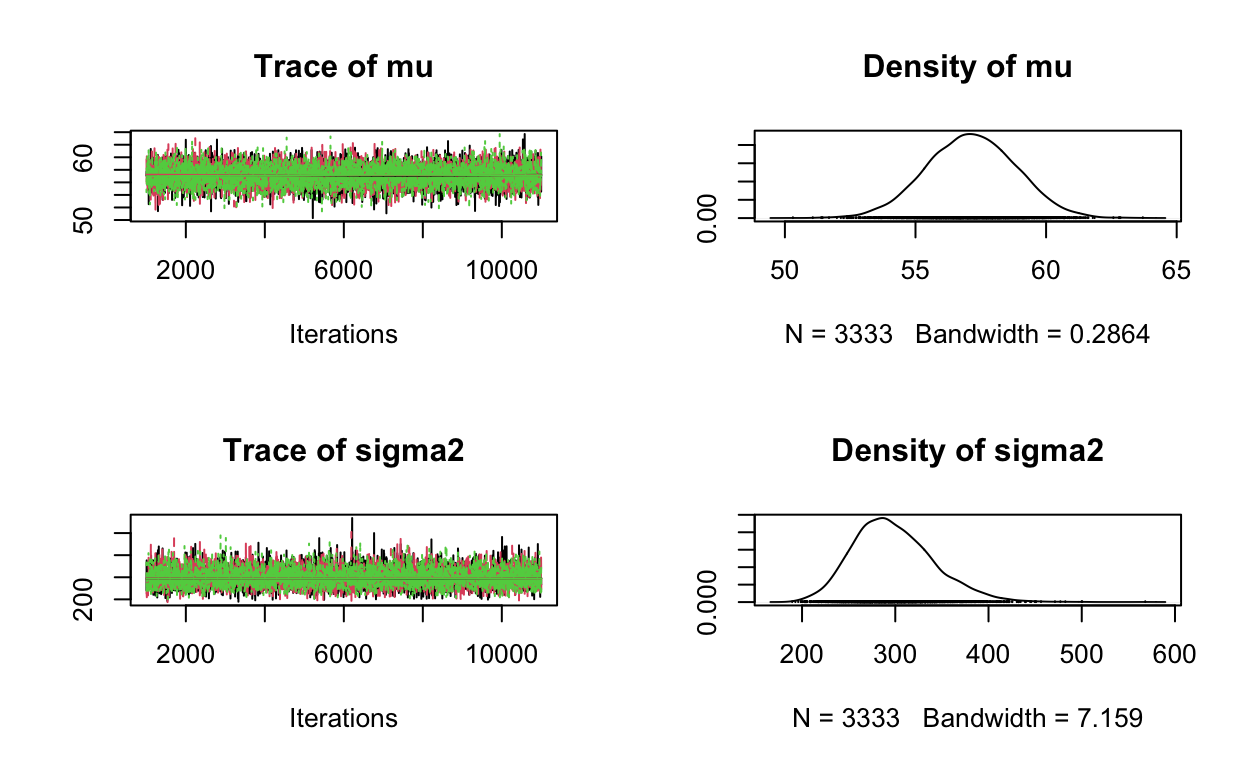 Trace of mu
60
50
2000 6000 10000
Iterations
Density of mu
0.00
50 55 60 65
N = 3333 Bandwidth = 0.2864
Trace of sigma2
200
2000 6000 10000
Iterations
Density of sigma2
0.000
200 300 400 500 600
N = 3333 Bandwidth = 7.159